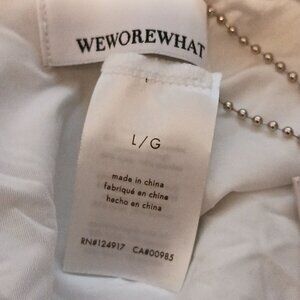 WEWOREWHAT
L/G
made in china
fabriqué en chine
hecho en china
RN#124917 CA#00985